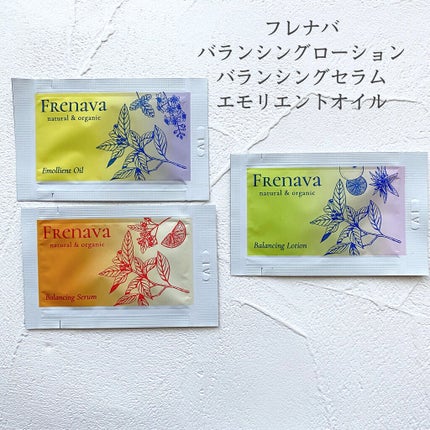 フレナバ
バランシングローション
バランシングセラム
エモリエントオイル
Frenava
natural & organic
Emollient Oil
Frenava
natural & organic
Balancing Lotion
Frenava
natural & organic
Balancing Serum